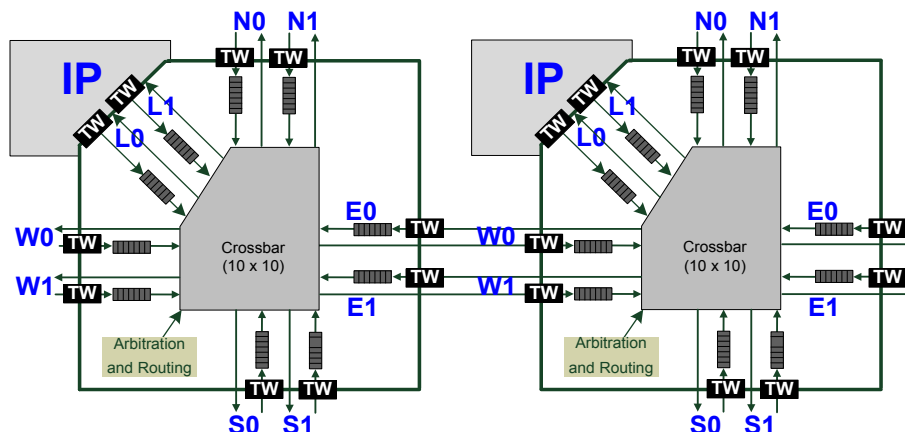 N0 N1
TW TW
IP
TW
L1
TW
L0
E0
TW
W0
TW
Crossbar
(10 x 10)
TW
W1
TW
E1
Arbitration
and Routing
TW TW
S0 S1
N0 N1
TW TW
IP
TW
L1
TW
L0
E0
TW
W0
TW
Crossbar
(10 x 10)
TW
W1
TW
E1
Arbitration
and Routing
TW TW
S0 S1